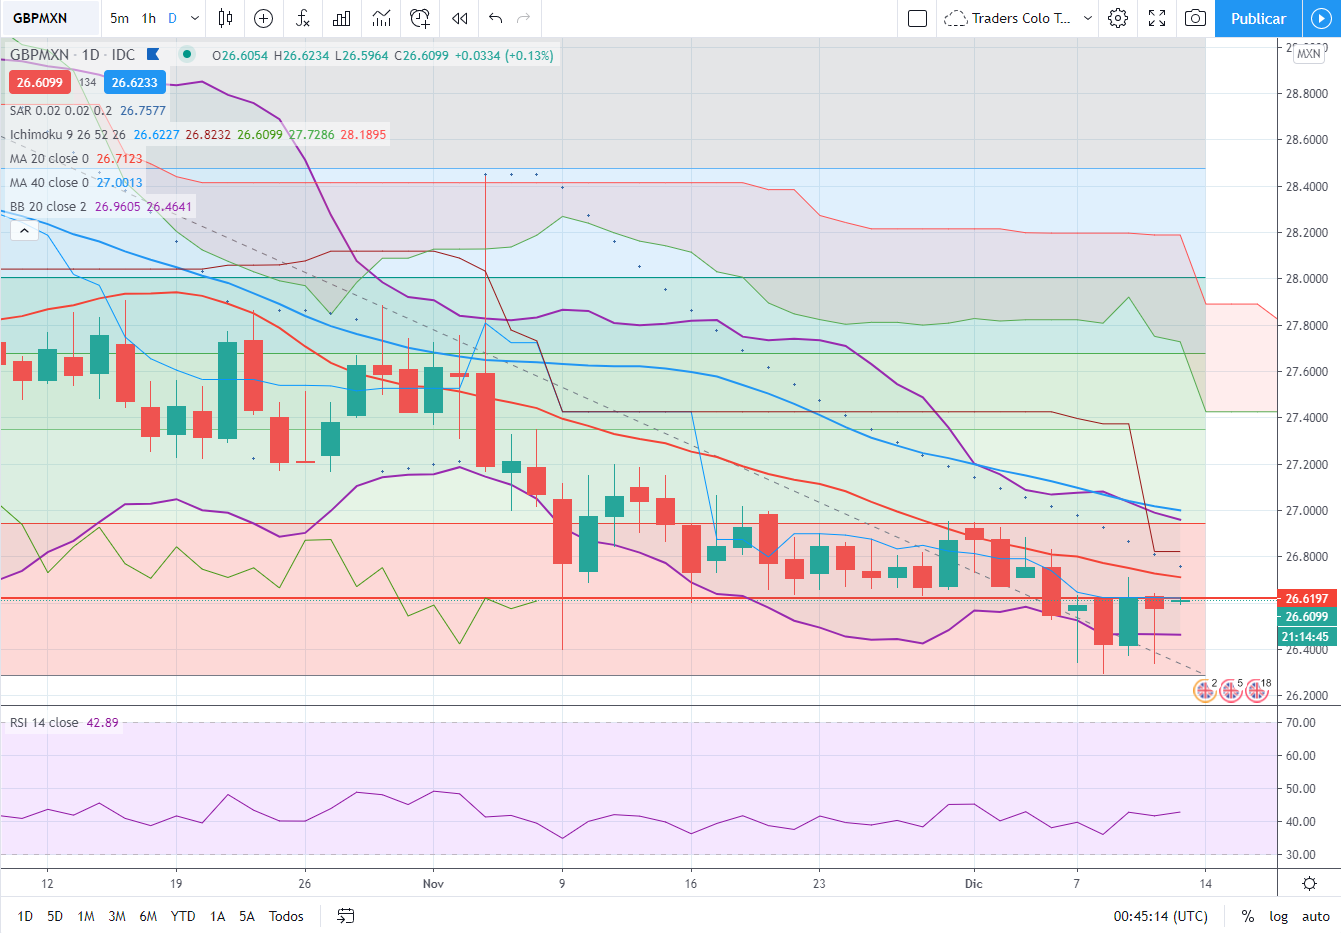 GBPMXN 5m 1h D Traders Colo T... Publicar
GBPMXN · 1D · IDC O26.6054 H26.6234 L26.5964 C26.6099 +0.0334 (+0.13%)
26.6099 134 26.6233
SAR 0.02 0.02 0.2 26.7577
Ichimoku 9 26 52 26 26.6227 26.8232 26.6099 27.7286 28.1895
MA 20 close 0 26.7123
MA 40 close 0 27.0013
BB 20 close 2 26.9605 26.4641
MXN
28.8000
28.6000
28.4000
28.2000
28.0000
27.8000
27.6000
27.4000
27.2000
27.0000
26.8000
26.6197
26.6099
21:14:45
26.4000
26.2000
2 5 18
RSI 14 close 42.89
70.00
60.00
50.00
40.00
30.00
12 19 26 Nov 9 16 23 Dic 7 14
1D 5D 1M 3M 6M YTD 1A 5A Todos 00:45:14 (UTC) % log auto